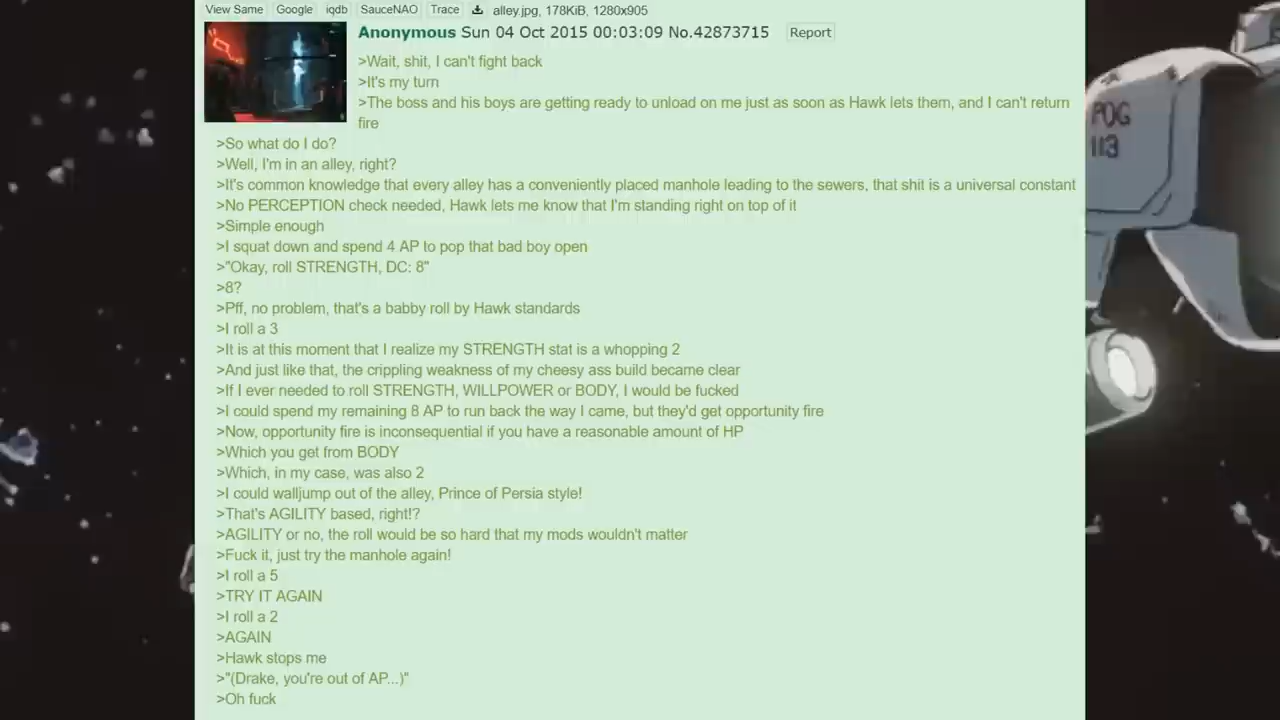 View Same Google iqdb SauceNAO Trace alley.jpg, 178KiB, 1280x905
Anonymous Sun 04 Oct 2015 00:03:09 No.42873715 Report
>Wait, shit, I can't fight back
>It's my turn
>The boss and his boys are getting ready to unload on me just as soon as Hawk lets them, and I can't return
fire
>So what do I do?
>Well, I'm in an alley, right?
>It's common knowledge that every alley has a conveniently placed manhole leading to the sewers, that shit is a universal constant
>No PERCEPTION check needed, Hawk lets me know that I'm standing right on top of it
>Simple enough
>I squat down and spend 4 AP to pop that bad boy open
>"Okay, roll STRENGTH, DC: 8"
>8?
>Pff, no problem, that's a babby roll by Hawk standards
>I roll a 3
>It is at this moment that I realize my STRENGTH stat is a whopping 2
>And just like that, the crippling weakness of my cheesy ass build became clear
>If I ever needed to roll STRENGTH, WILLPOWER or BODY, I would be fucked
>I could spend my remaining 8 AP to run back the way I came, but they'd get opportunity fire
>Now, opportunity fire is inconsequential if you have a reasonable amount of HP
>Which you get from BODY
>Which, in my case, was also 2
>I could walljump out of the alley, Prince of Persia style!
>That's AGILITY based, right!?
>AGILITY or no, the roll would be so hard that my mods wouldn't matter
>Fuck it, just try the manhole again!
>I roll a 5
>TRY IT AGAIN
>I roll a 2
>AGAIN
>Hawk stops me
>"(Drake, you're out of AP...)"
>Oh fuck
POG
113